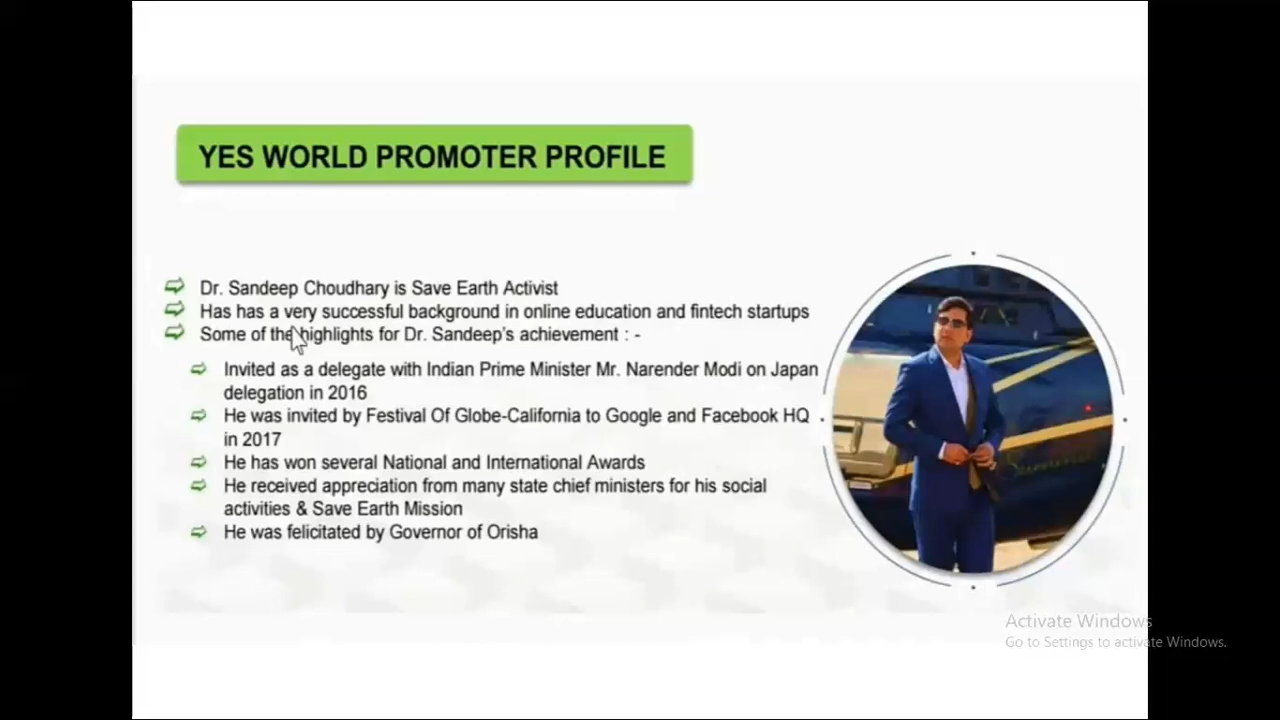 YES WORLD PROMOTER PROFILE
Dr. Sandeep Choudhary is Save Earth Activist
Has has a very successful background in online education and fintech startups
Some of the highlights for Dr. Sandeep's achievement : -
Invited as a delegate with Indian Prime Minister Mr. Narender Modi on Japan
delegation in 2016
He was invited by Festival Of Globe-California to Google and Facebook HQ
in 2017
He has won several National and International Awards
He received appreciation from many state chief ministers for his social
activities & Save Earth Mission
He was felicitated by Governor of Orisha
Activate Windows
Go to Settings to activate Windows.